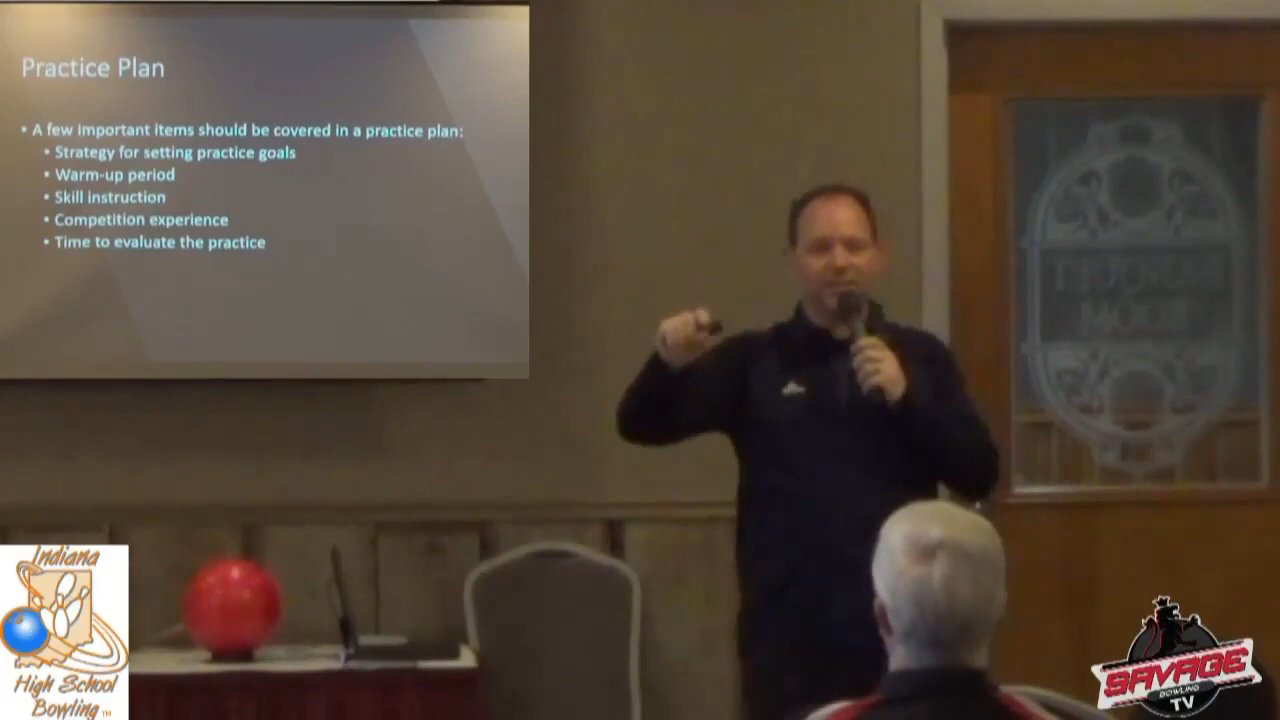 Practice Plan
• A few important items should be covered in a practice plan:
• Strategy for setting practice goals
• Warm-up period
• Skill instruction
• Competition experience
• Time to evaluate the practice
Indiana
High School
Bowling™
SAVAGE
BOWLING
TV